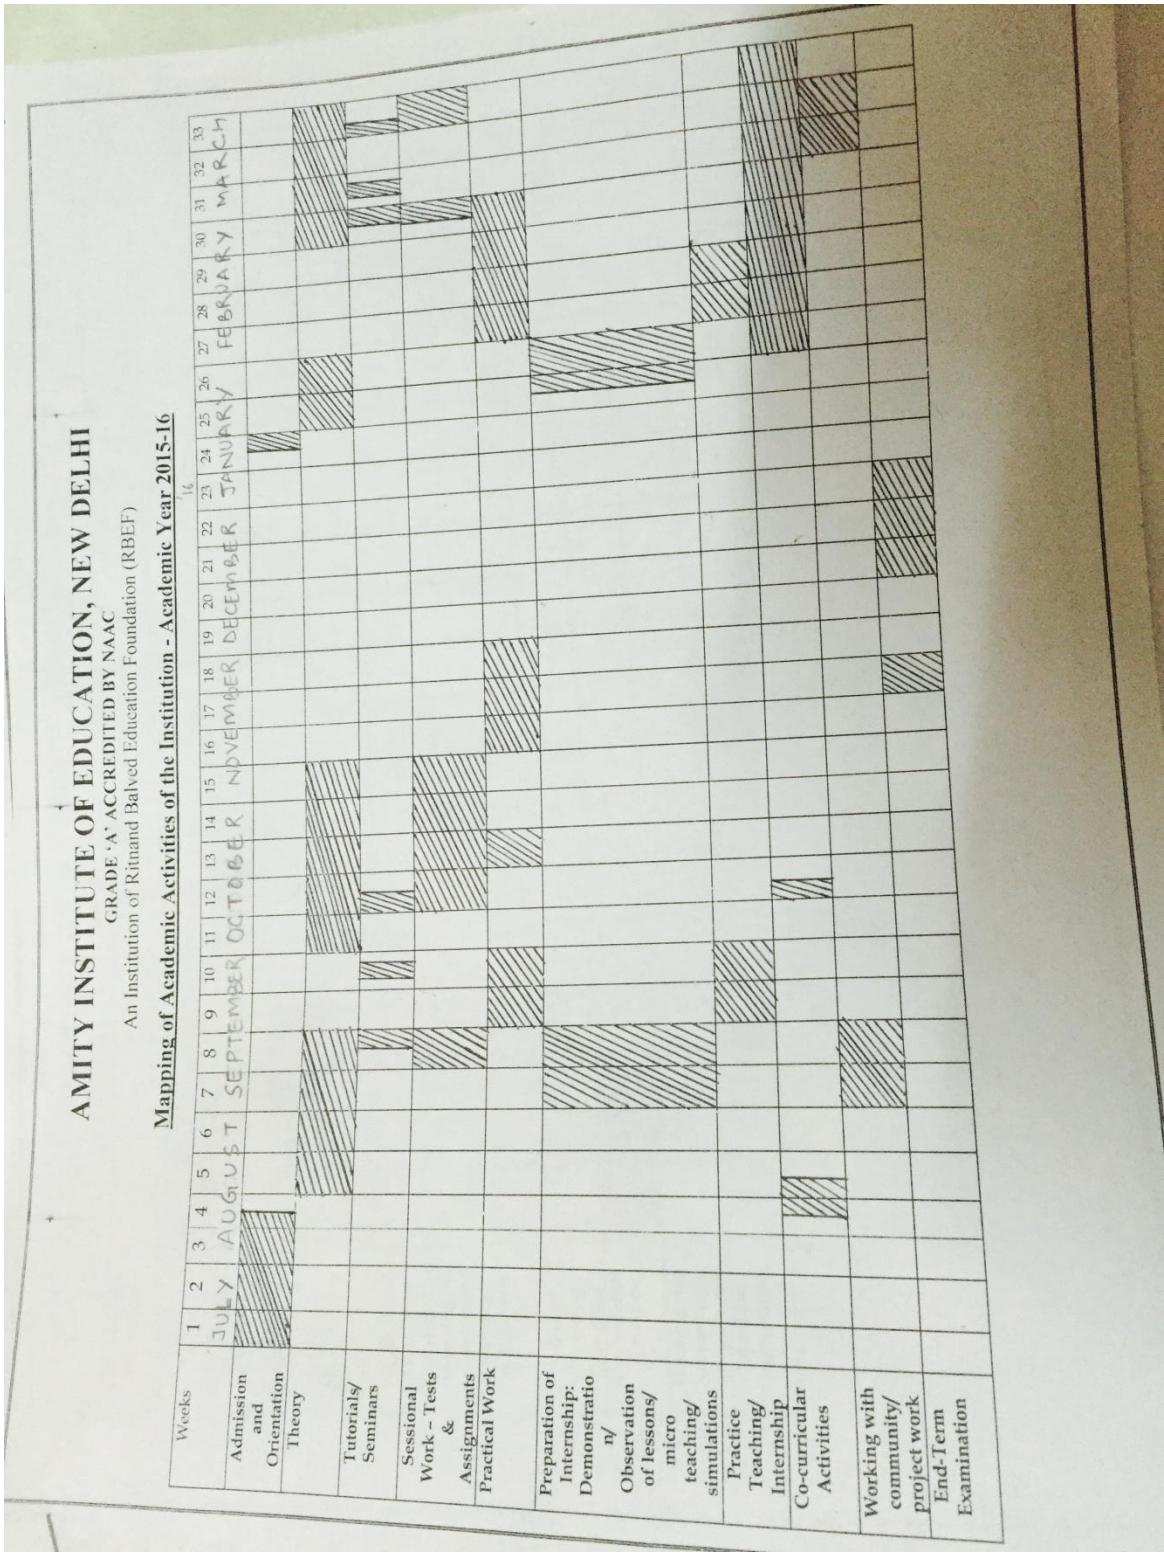 AMITY INSTITUTE OF EDUCATION, NEW DELHI
GRADE 'A' ACCREDITED BY NAAC
An Institution of Ritnand Balved Education Foundation (RBEF)
Mapping of Academic Activities of the Institution - Academic Year 2015-16
'16
Weeks 1 2 3 4 5 6 7 8 9 10 11 12 13 14 15 16 17 18 19 20 21 22 23 24 25 26 27 28 29 30 31 32 33
JULY AUGUST SEPTEMBER OCTOBER NOVEMBER DECEMBER JANUARY FEBRUARY MARCH
Admission
and
Orientation
Theory
Tutorials/
Seminars
Sessional
Work – Tests
&
Assignments
Practical Work
Preparation of
Internship:
Demonstratio
n/
Observation
of lessons/
micro
teaching/
simulations
Practice
Teaching/
Internship
Co-curricular
Activities
Working with
community/
project work
End-Term
Examination